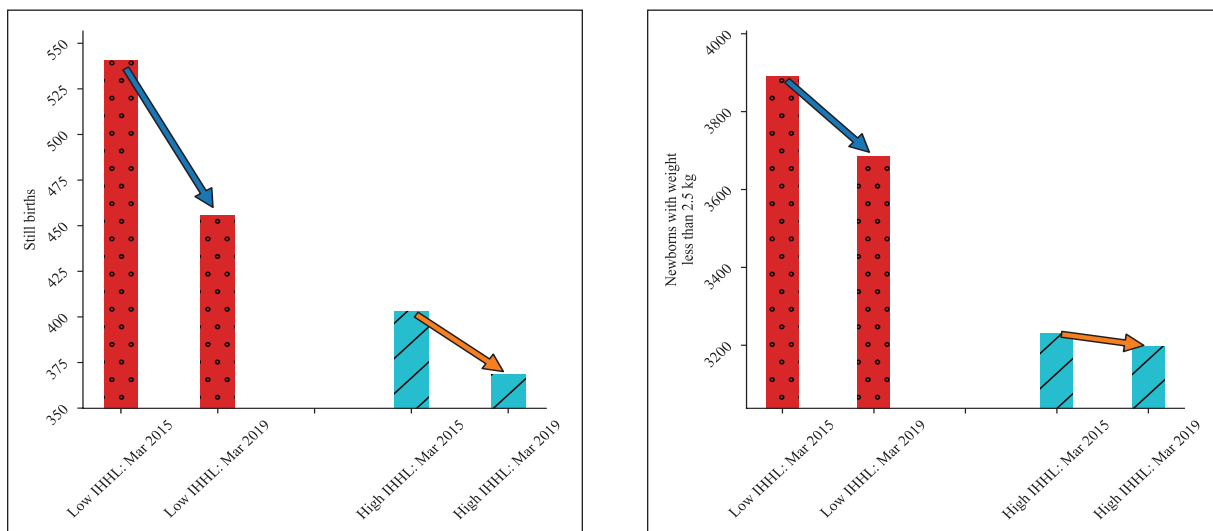 550
525
500
475
450
425
400
375
350
Still births
Low IHHL: Mar 2015
Low IHHL: Mar 2019
High IHHL: Mar 2015
High IHHL: Mar 2019
4000
3800
3600
3400
3200
Newborns with weight
less than 2.5 kg
Low IHHL: Mar 2015
Low IHHL: Mar 2019
High IHHL: Mar 2015
High IHHL: Mar 2019